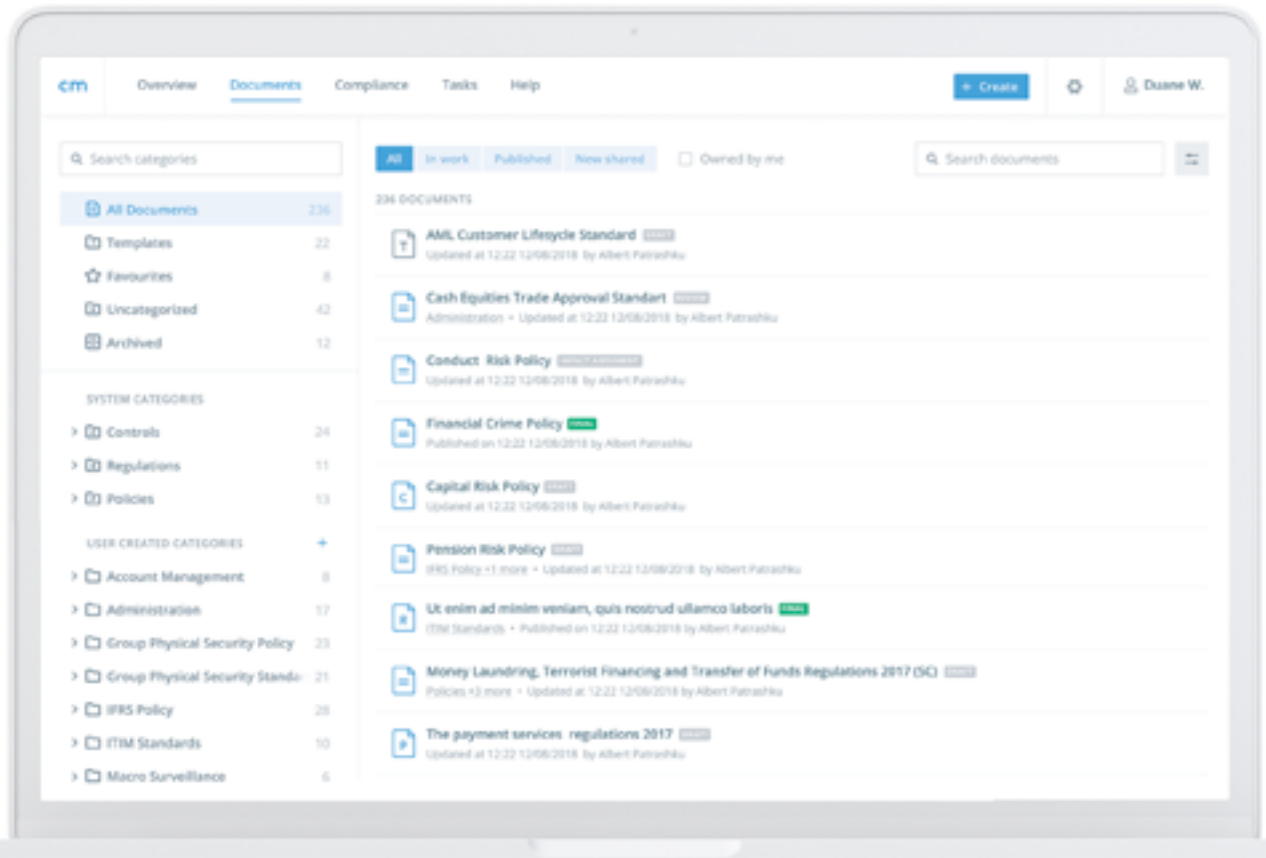 cm
Overview Documents Compliance Tasks Help
+ Create
Duane W.
Search categories
All Documents 236
Templates 22
Favourites 8
Uncategorized 42
Archived 12
SYSTEM CATEGORIES
Controls 24
Regulations 11
Policies 13
USER CREATED CATEGORIES +
Account Management 8
Administration 17
Group Physical Security Policy 23
Group Physical Security Standa 21
IFRS Policy 28
ITIM Standards 10
Macro Surveillance 6
All In work Published New shared Owned by me
Search documents
236 DOCUMENTS
T
AML Customer Lifesycle Standard DRAFT
Updated at 12:22 12/08/2018 by Albert Patrashku
Cash Equities Trade Approval Standart
Administration • Updated at 12:22 12/08/2018 by Albert Patrashku
Conduct Risk Policy
Updated at 12:22 12/08/2018 by Albert Patrashku
Financial Crime Policy FINAL
Published on 12:22 12/08/2018 by Albert Patrashku
C
Capital Risk Policy DRAFT
Updated at 12:22 12/08/2018 by Albert Patrashku
Pension Risk Policy DRAFT
IFRS Policy +1 more • Updated at 12:22 12/08/2018 by Albert Patrashku
R
Ut enim ad minim veniam, quis nostrud ullamco laboris FINAL
ITIM Standards • Published on 12:22 12/08/2018 by Albert Patrashku
Money Laundring, Terrorist Financing and Transfer of Funds Regulations 2017 (SC) DRAFT
Policies +3 more • Updated at 12:22 12/08/2018 by Albert Patrashku
P
The payment services regulations 2017 DRAFT
Updated at 12:22 12/08/2018 by Albert Patrashku